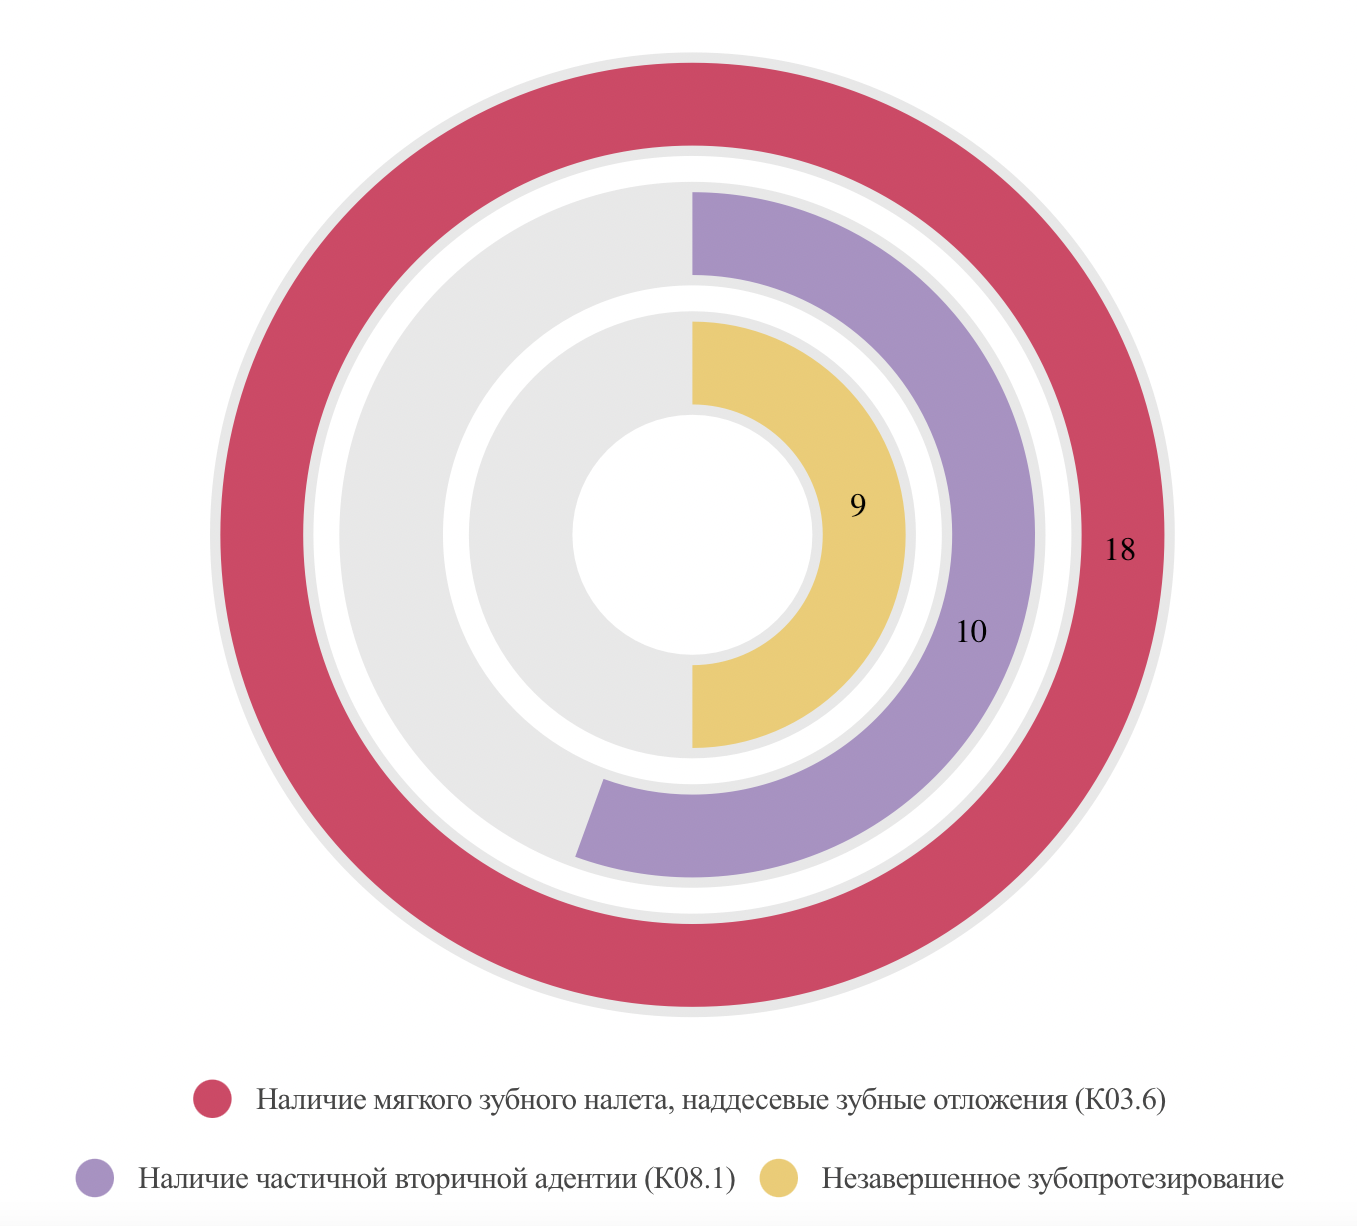 9
18
10
Наличие мягкого зубного налета, наддесевые зубные отложения (К03.6)
Наличие частичной вторичной адентии (К08.1)
Незавершенное зубопротезирование